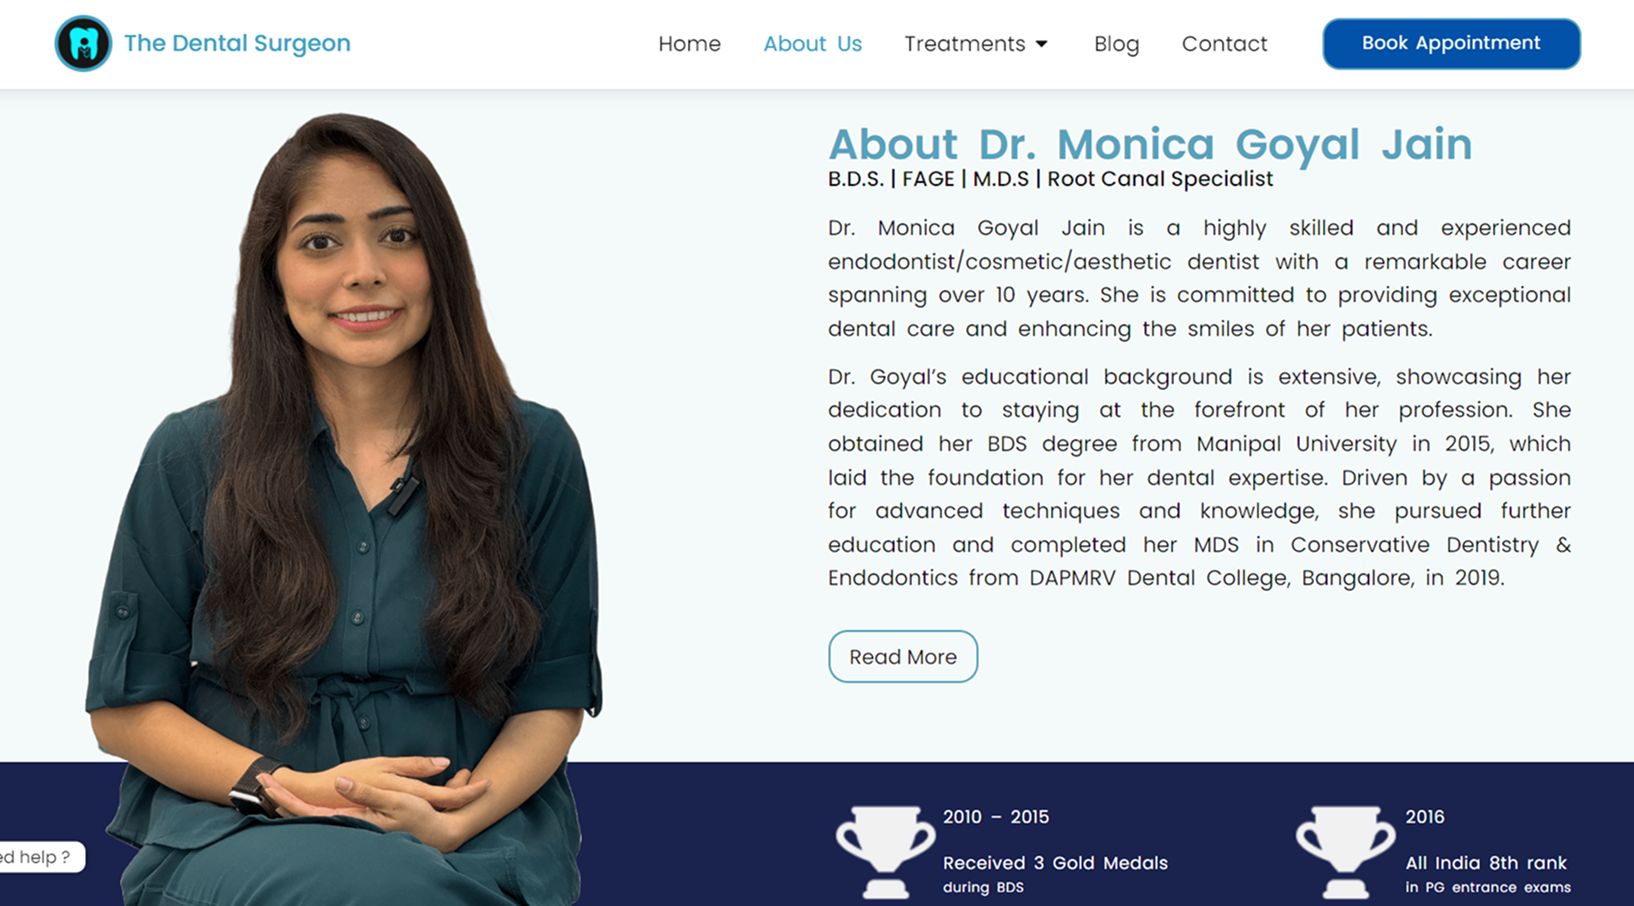 The Dental Surgeon
Home
About Us
Treatments
Blog
Contact
Book Appointment
About Dr. Monica Goyal Jain
B.D.S. | FAGE | M.D.S | Root Canal Specialist
Dr. Monica Goyal Jain is a highly skilled and experienced
endodontist/cosmetic/aesthetic dentist with a remarkable career
spanning over 10 years. She is committed to providing exceptional
dental care and enhancing the smiles of her patients.
Dr. Goyal's educational background is extensive, showcasing her
dedication to staying at the forefront of her profession. She
obtained her BDS degree from Manipal University in 2015, which
laid the foundation for her dental expertise. Driven by a passion
for advanced techniques and knowledge, she pursued further
education and completed her MDS in Conservative Dentistry &
Endodontics from DAPMRV Dental College, Bangalore, in 2019.
Read More
2010 – 2015
Received 3 Gold Medals
during BDS
2016
All India 8th rank
in PG entrance exams
help ?